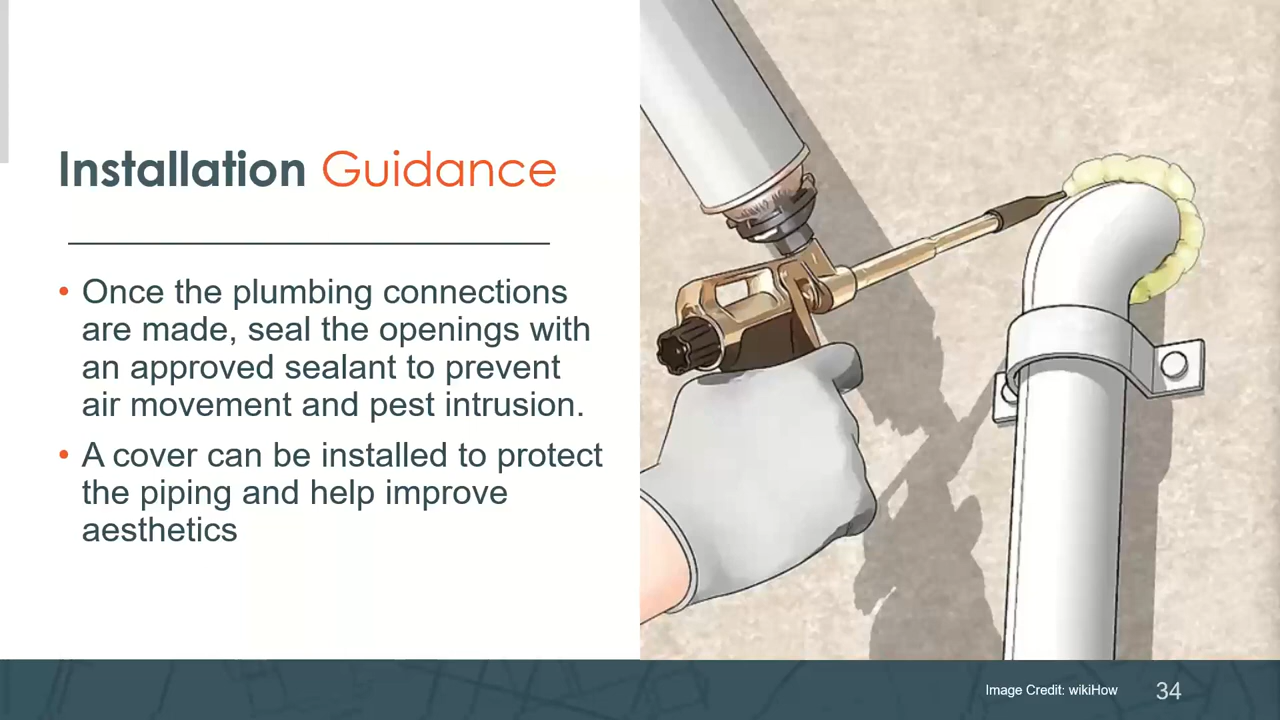 Installation Guidance
• Once the plumbing connections
are made, seal the openings with
an approved sealant to prevent
air movement and pest intrusion.
• A cover can be installed to protect
the piping and help improve
aesthetics
Image Credit: wikiHow
34